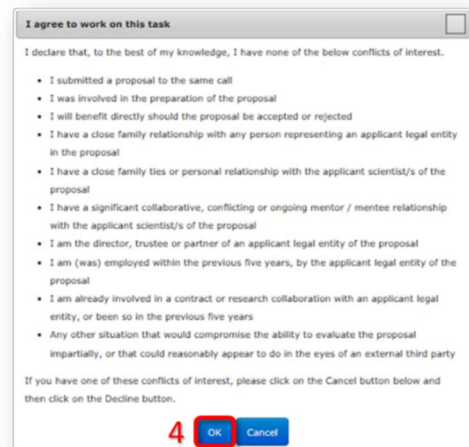 I agree to work on this task
I declare that, to the best of my knowledge, I have none of the below conflicts of interest.
• I submitted a proposal to the same call
• I was involved in the preparation of the proposal
• I will benefit directly should the proposal be accepted or rejected
• I have a close family relationship with any person representing an applicant legal entity
in the proposal
• I have a close family ties or personal relationship with the applicant scientist/s of the
proposal
• I have a significant collaborative, conflicting or ongoing mentor / mentee relationship
with the applicant scientist/s of the proposal
• I am the director, trustee or partner of an applicant legal entity of the proposal
• I am (was) employed within the previous five years, by the applicant legal entity of the
proposal
• I am already involved in a contract or research collaboration with an applicant legal
entity, or been so in the previous five years
• Any other situation that would compromise the ability to evaluate the proposal
impartially, or that could reasonably appear to do in the eyes of an external third party
If you have one of these conflicts of interest, please click on the Cancel button below and
then click on the Decline button.
4 OK Cancel